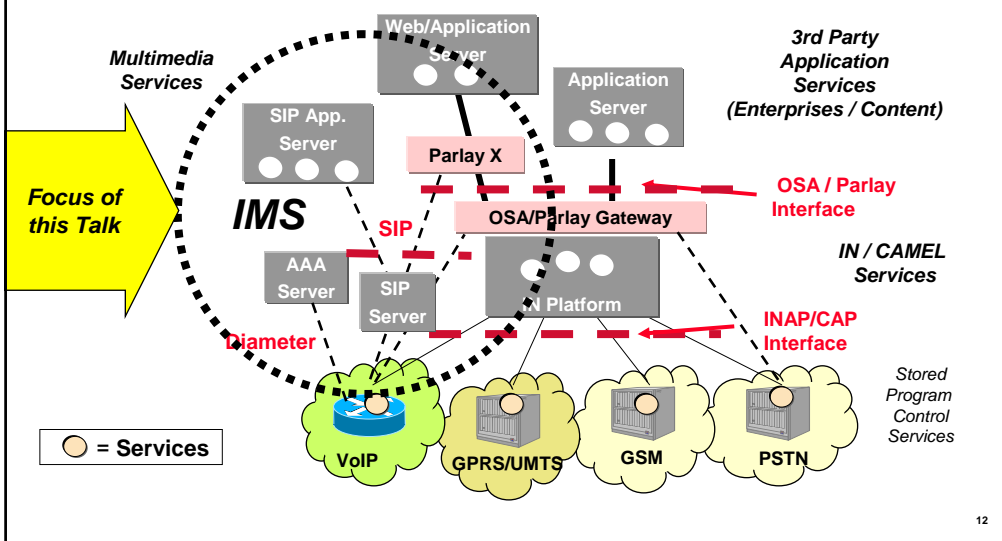 Web/Application
Server
Multimedia
Services
3rd Party
Application
Services
(Enterprises / Content)
Application
Server
SIP App.
Server
Parlay X
Focus of
this Talk
IMS
SIP
OSA/Parlay Gateway
OSA / Parlay
Interface
IN / CAMEL
Services
AAA
Server
SIP
Server
IN Platform
Diameter
INAP/CAP
Interface
Stored
Program
Control
Services
= Services
VoIP
GPRS/UMTS
GSM
PSTN
12